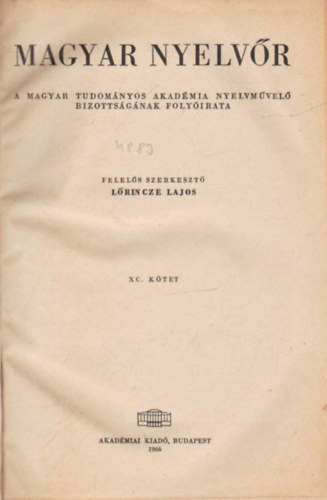 MAGYAR NYELVŐR
A MAGYAR TUDOMÁNYOS AKADÉMIA NYELVMŰVELŐ
BIZOTTSÁGÁNAK FOLYÓIRATA
FELELŐS SZERKESZTŐ
LŐRINCZE LAJOS
XC. KÖTET
AKADÉMIAI KIADÓ, BUDAPEST
1966